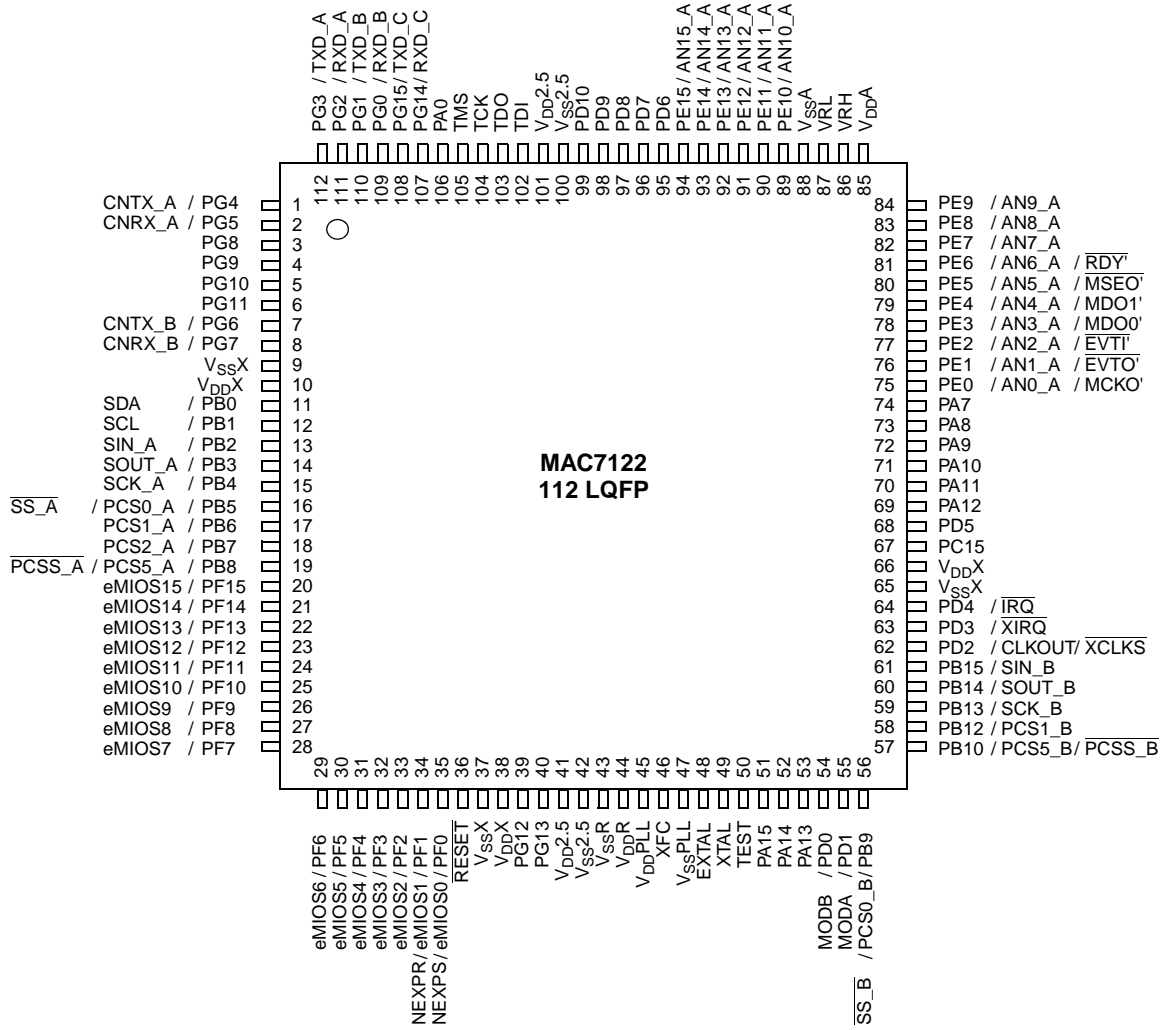 PG3 / TXD_A
PG2 / RXD_A
PG1 / TXD_B
PG0 / RXD_B
PG15/ TXD_C
PG14/ RXD_C
PA0
TMS
TCK
TDO
TDI
VDD2.5
VSS2.5
PD10
PD9
PD8
PD7
PD6
PE15/ AN15_A
PE14/ AN14_A
PE13/ AN13_A
PE12/ AN12_A
PE11/ AN11_A
PE10/ AN10_A
VSSA
VRL
VRH
VDDA
112
111
110
109
108
107
106
105
104
103
102
101
100
99
98
97
96
95
94
93
92
91
90
89
88
87
86
85
CNTX_A / PG4 1
CNRX_A / PG5 2
PG8 3
PG9 4
PG10 5
PG11 6
CNTX_B / PG6 7
CNRX_B / PG7 8
VSSX 9
VDDX 10
SDA / PB0 11
SCL / PB1 12
SIN_A / PB2 13
SOUT_A / PB3 14
SCK_A / PB4 15
SS_A / PCS0_A / PB5 16
PCS1_A / PB6 17
PCS2_A / PB7 18
PCSS_A / PCS5_A / PB8 19
eMIOS15 / PF15 20
eMIOS14 / PF14 21
eMIOS13 / PF13 22
eMIOS12 / PF12 23
eMIOS11 / PF11 24
eMIOS10 / PF10 25
eMIOS9 / PF9 26
eMIOS8 / PF8 27
eMIOS7 / PF7 28
MAC7122
112 LQFP
84 PE9 / AN9_A
83 PE8 / AN8_A
82 PE7 / AN7_A
81 PE6 / AN6_A / RDY'
80 PE5 / AN5_A / MSEO'
79 PE4 / AN4_A / MDO1'
78 PE3 / AN3_A / MDO0'
77 PE2 / AN2_A / EVTI'
76 PE1 / AN1_A / EVTO'
75 PE0 / AN0_A / MCKO'
74 PA7
73 PA8
72 PA9
71 PA10
70 PA11
69 PA12
68 PD5
67 PC15
66 VDDX
65 VSSX
64 PD4 / IRQ
63 PD3 / XIRQ
62 PD2 / CLKOUT/ XCLKS
61 PB15 / SIN_B
60 PB14 / SOUT_B
59 PB13 / SCK_B
58 PB12 / PCS1_B
57 PB10 / PCS5_B/ PCSS_B
29
30
31
32
33
34
35
36
37
38
39
40
41
42
43
44
45
46
47
48
49
50
51
52
53
54
55
56
eMIOS6 / PF6
eMIOS5 / PF5
eMIOS4 / PF4
eMIOS3 / PF3
eMIOS2 / PF2
NEXPR/ eMIOS1 / PF1
NEXPS/ eMIOS0 / PF0
RESET
VSSX
VDDX
PG12
PG13
VDD2.5
VSS2.5
VSSR
VDDR
VDDPLL
XFC
VSSPLL
EXTAL
XTAL
TEST
PA15
PA14
PA13
MODB / PD0
MODA / PD1
SS_B / PCS0_B/ PB9